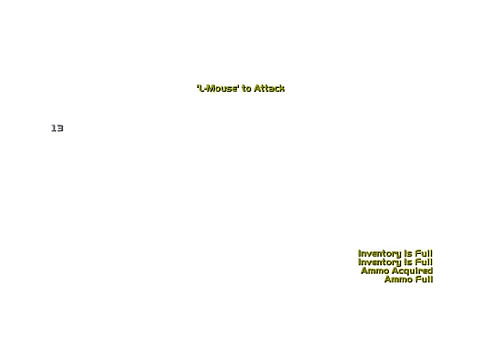 'L-Mouse' to Attack
13
Inventory is Full
Inventory is Full
Ammo Acquired
Ammo Full